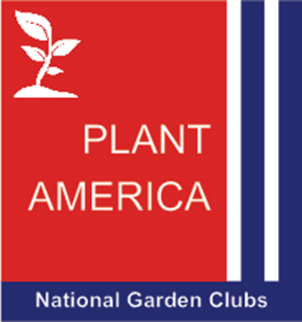 PLANT
AMERICA
National Garden Clubs